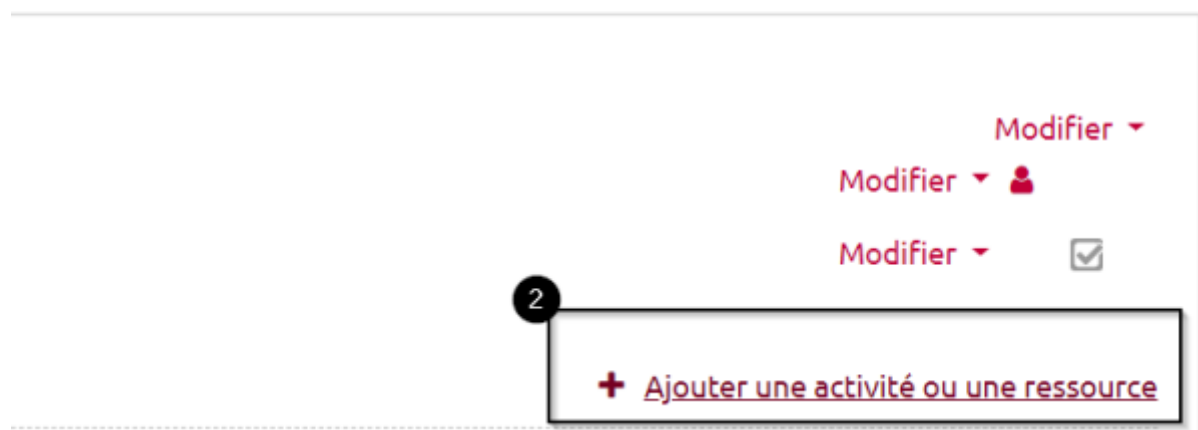 Modifier
Modifier
Modifier
2
Ajouter une activité ou une ressource